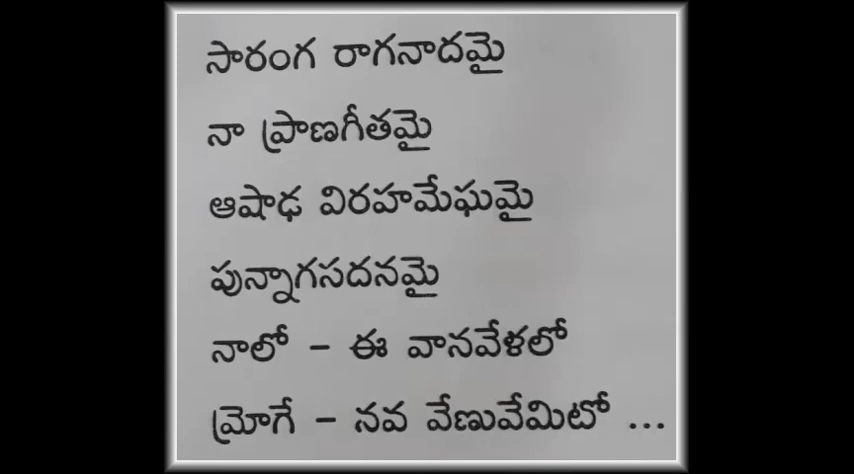 సారంగ రాగనాదమై
నా ప్రాణగీతమై
ఆషాఢ విరహమేఘమై
పున్నాగసదనమై
నాలో - ఈ వానవేళలో
మ్రోగే - నవ వేణువేమిటో ...